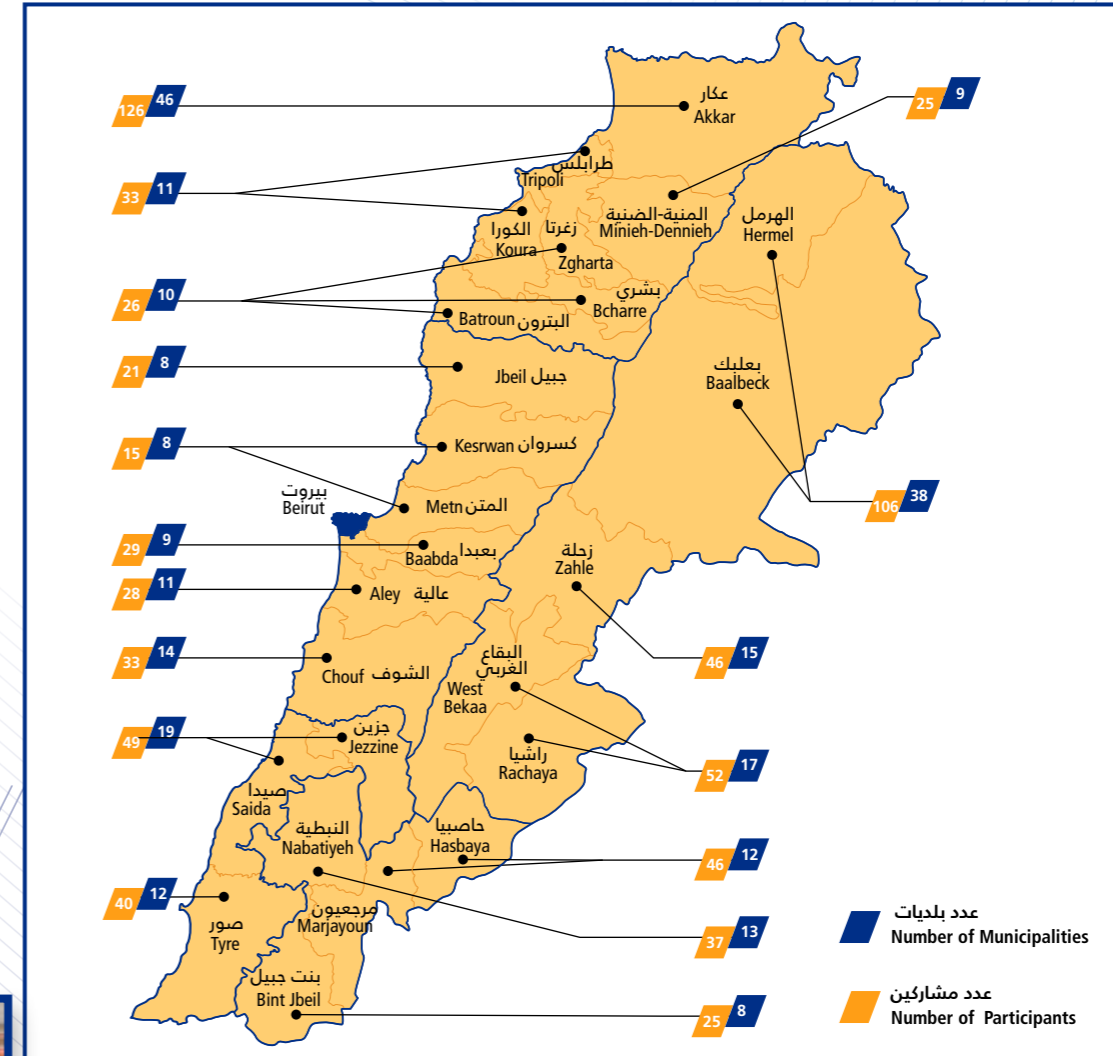 عكار
Akkar
46
126
9
25
طرابلس
Tripoli
11
33
المنية-الضنية
Minieh-Dennieh
الهرمل
Hermel
الكورا
Koura
زغرتا
Zgharta
10
26
بشري
Bcharre
Batroun البترون
8
21
Jbeil جبيل
بعلبك
Baalbeck
8
15
Kesrwan كسروان
بيروت
Beirut
Metn المتن
38
106
9
29
Baabda بعبدا
زحلة
Zahle
11
28
Aley عالية
14
33
Chouf الشوف
البقاع
الغربي
West
Bekaa
15
46
19
49
جزين
Jezzine
راشيا
Rachaya
17
52
صيدا
Saida
النبطية
Nabatiyeh
حاصبيا
Hasbaya
12
46
12
40
صور
Tyre
مرجعيون
Marjayoun
13
37
عدد بلديات
Number of Municipalities
بنت جبيل
Bint Jbeil
8
25
عدد مشاركين
Number of Participants